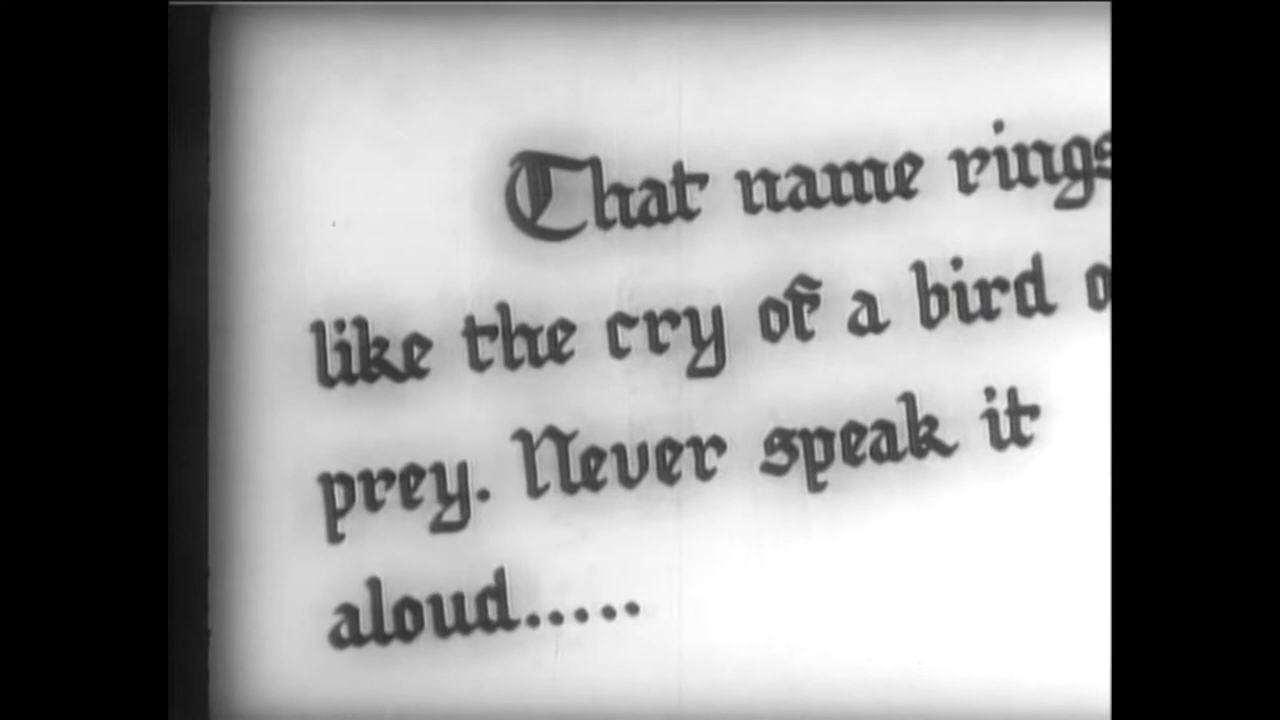 That name rings
like the cry of a bird o
prey. Never speak it
aloud.....